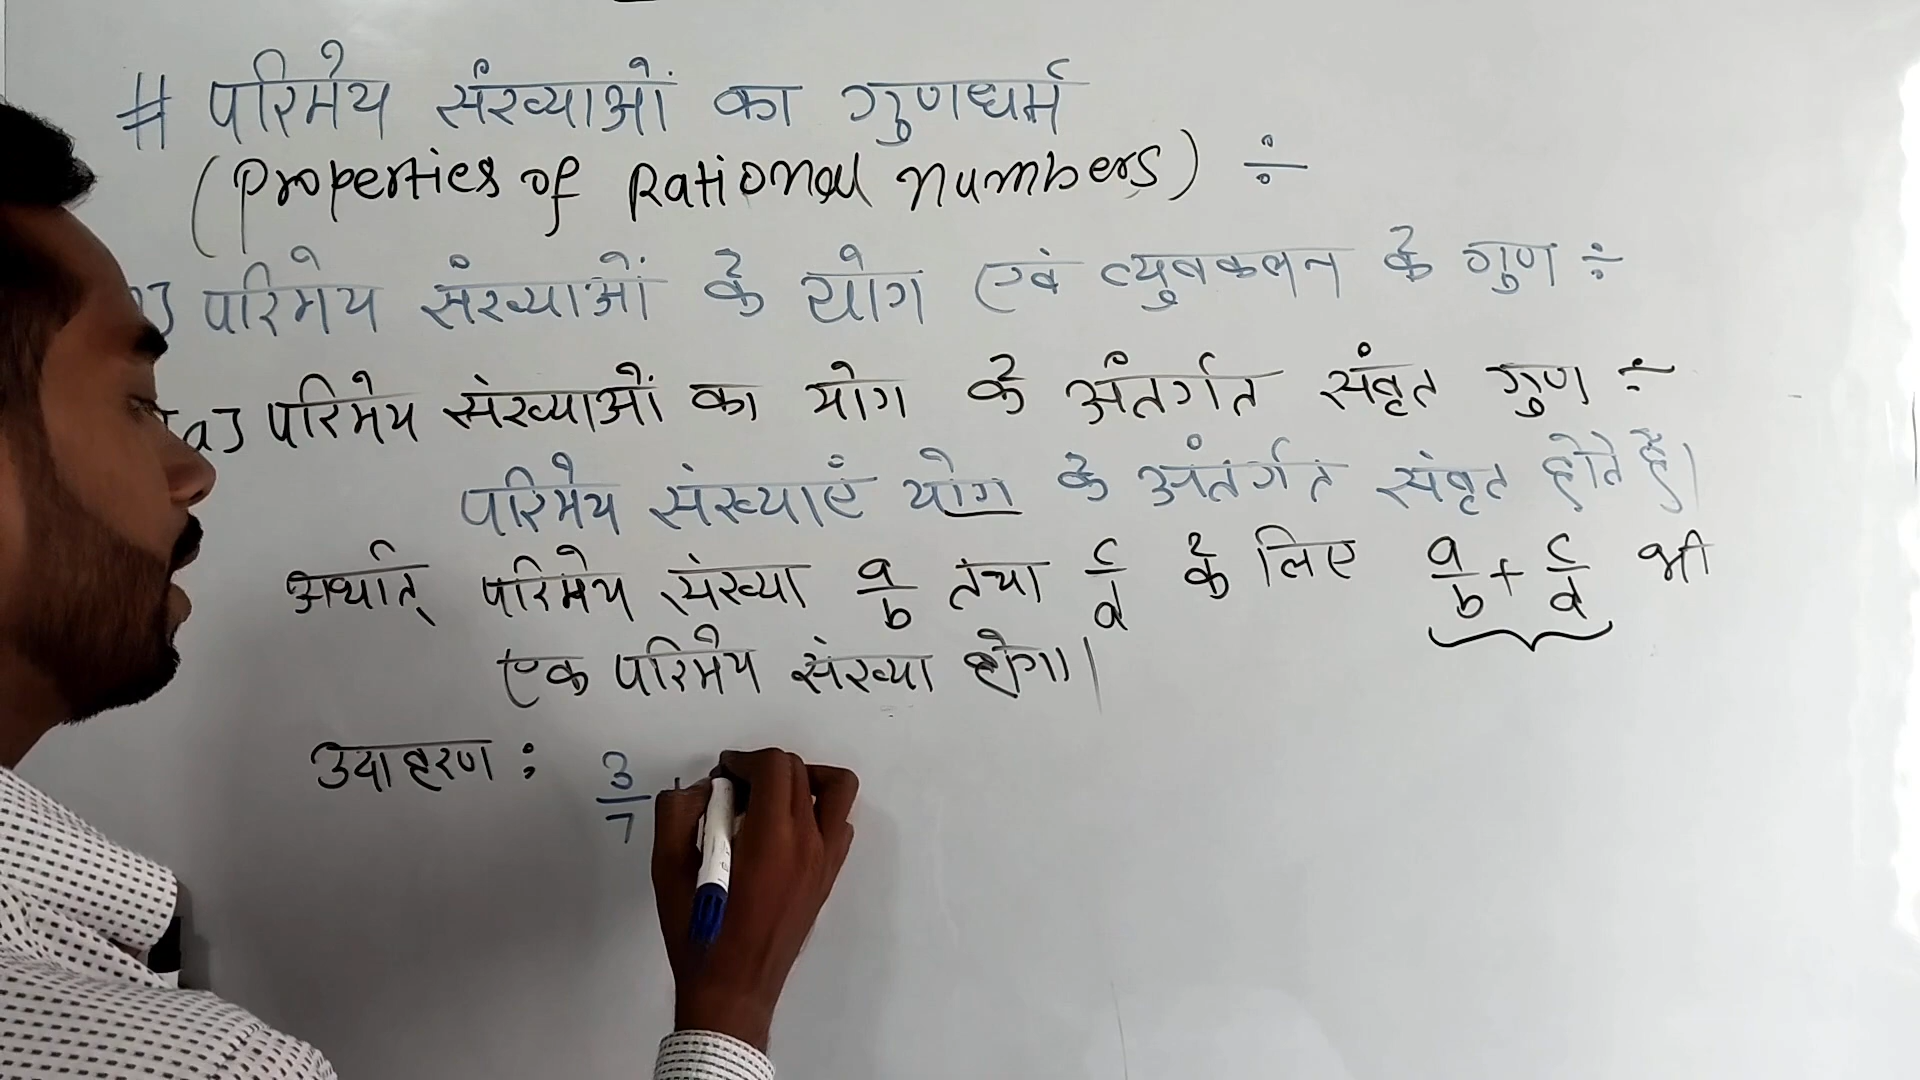 # परिमेय संख्याओं का गुणधर्म
(Properties of Rational numbers) ÷
] परिमेय संख्याओं के योग एवं व्युवकलन के गुण ÷
[a] परिमेय संख्याओं का योग के अंतर्गत संवृत गुण ÷
परिमेय संख्याएँ योग के अंतर्गत संवृत होते हैं।
अर्थात् परिमेय संख्या a/b तथा c/d के लिए a/b + c/d भी
एक परिमेय संख्या होगा।
उदाहरण : 3/7 +